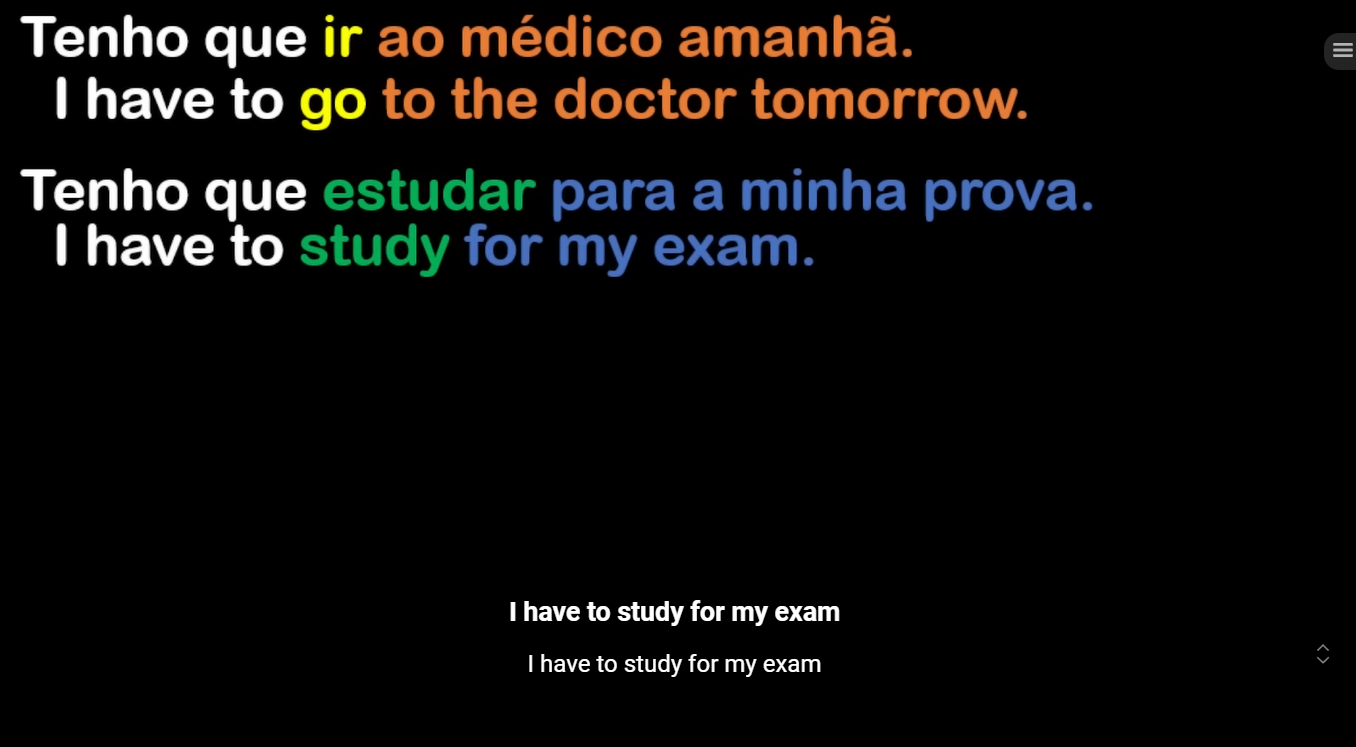 Tenho que ir ao médico amanhã.
I have to go to the doctor tomorrow.
Tenho que estudar para a minha prova.
I have to study for my exam.
I have to study for my exam
I have to study for my exam